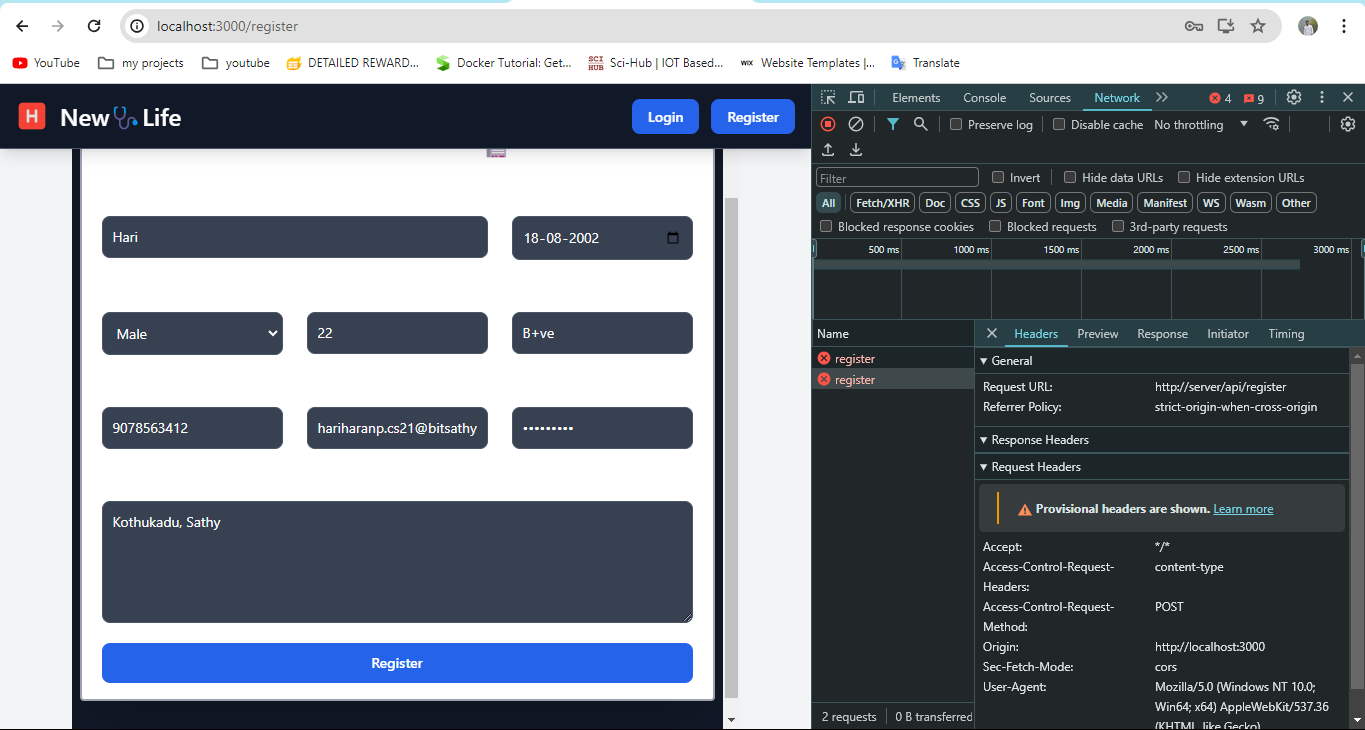 localhost:3000/register
YouTube my projects youtube DETAILED REWARD... Docker Tutorial: Get... SCI HUB Sci-Hub | IOT Based... WIX Website Templates |... Translate
H New Life Login Register
Hari 18-08-2002
Male 22 B+ve
9078563412 hariharanp.cs21@bitsathy •••••••••
Kothukadu, Sathy
Register
Elements Console Sources Network 4 9
Preserve log Disable cache No throttling
Filter Invert Hide data URLs Hide extension URLs
All Fetch/XHR Doc CSS JS Font Img Media Manifest WS Wasm Other
Blocked response cookies Blocked requests 3rd-party requests
500 ms 1000 ms 1500 ms 2000 ms 2500 ms 3000 ms
Name
register
register
2 requests 0 B transferred
Headers Preview Response Initiator Timing
General
Request URL: http://server/api/register
Referrer Policy: strict-origin-when-cross-origin
Response Headers
Request Headers
Provisional headers are shown. Learn more
Accept: */*
Access-Control-Request- content-type
Headers:
Access-Control-Request- POST
Method:
Origin: http://localhost:3000
Sec-Fetch-Mode: cors
User-Agent: Mozilla/5.0 (Windows NT 10.0;
Win64; x64) AppleWebKit/537.36
(KHTML, like Gecko)